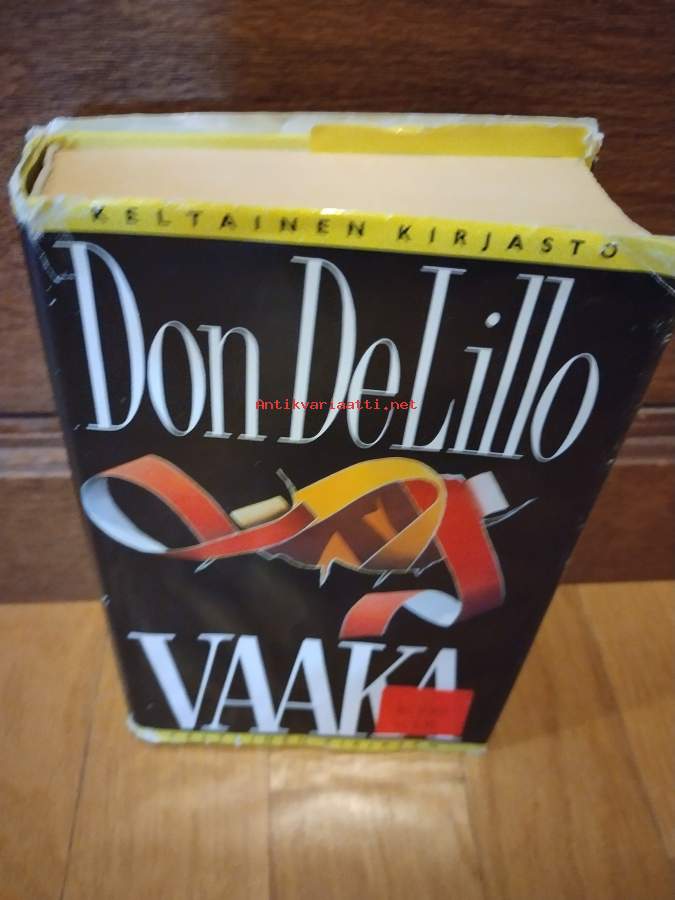 KELTAINEN KIRJASTO
Don DeLillo
Antikvariaatti.net
VAAKA